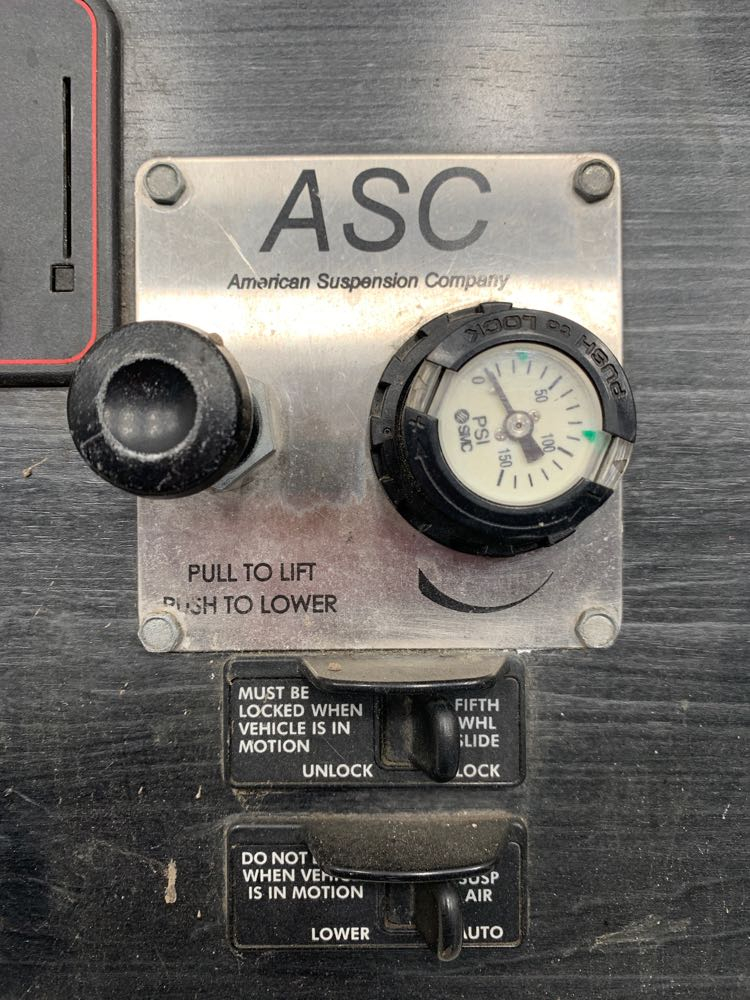 ASC
American Suspension Company
PUSH to LOCK
0
50
100
150
PSI
SMC
PULL TO LIFT
PUSH TO LOWER
MUST BE
LOCKED WHEN
VEHICLE IS IN
MOTION
FIFTH
WHL
SLIDE
UNLOCK
LOCK
DO NOT
WHEN
IS IN MOTION
SUSP
AIR
LOWER
AUTO